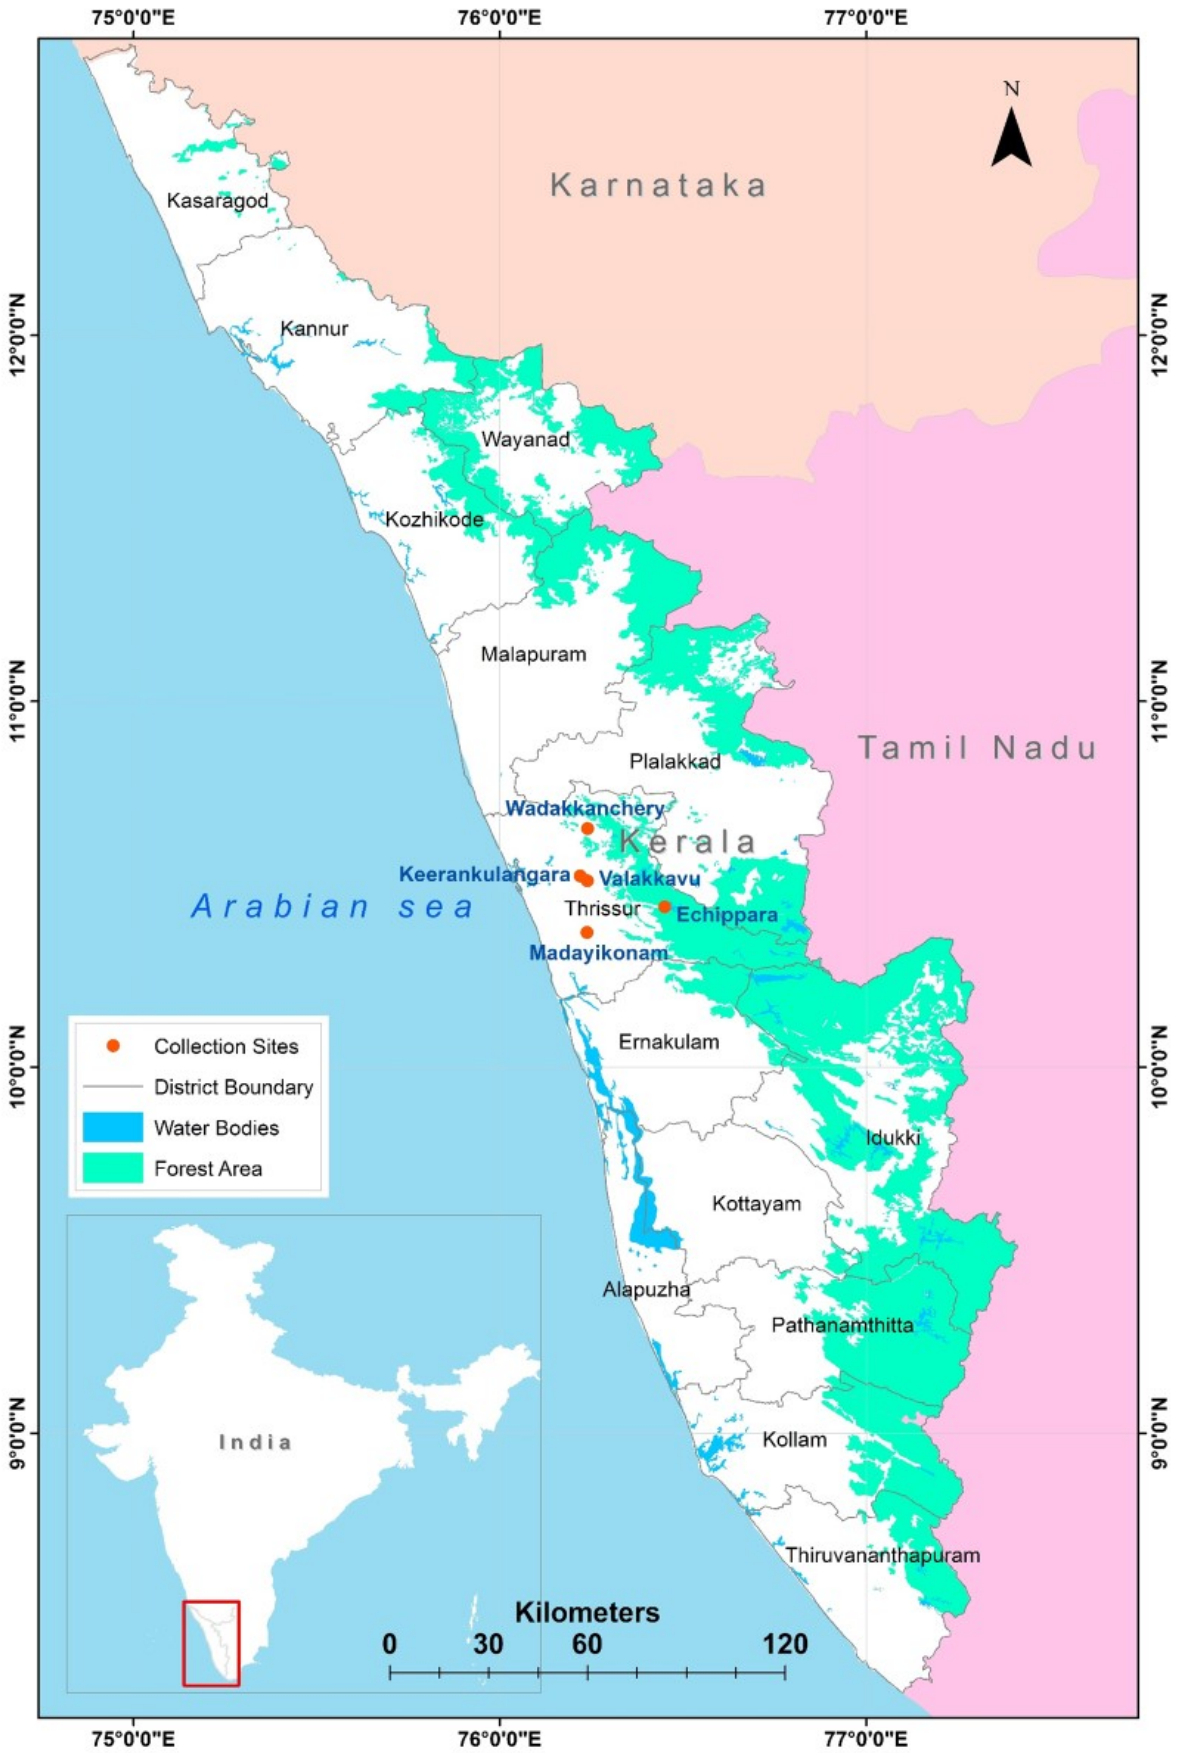 75°0'0"E 76°0'0"E 77°0'0"E
N
Karnataka
Kasaragod
Kannur
12°0'0"N 12°0'0"N
Wayanad
Kozhikode
Malapuram
11°0'0"N 11°0'0"N
Tamil Nadu
Plalakkad
Wadakkanchery
Kerala
Keerankulangara Valakkavu
Arabian sea
Thrissur Echippara
Madayikonam
Ernakulam
Collection Sites
District Boundary
Water Bodies
Forest Area
10°0'0"N 10°0'0"N
Idukki
Kottayam
Alapuzha
Pathanamthitta
9°0'0"N 9°0'0"N
Kollam
India
Thiruvananthapuram
Kilometers
0 30 60 120
75°0'0"E 76°0'0"E 77°0'0"E